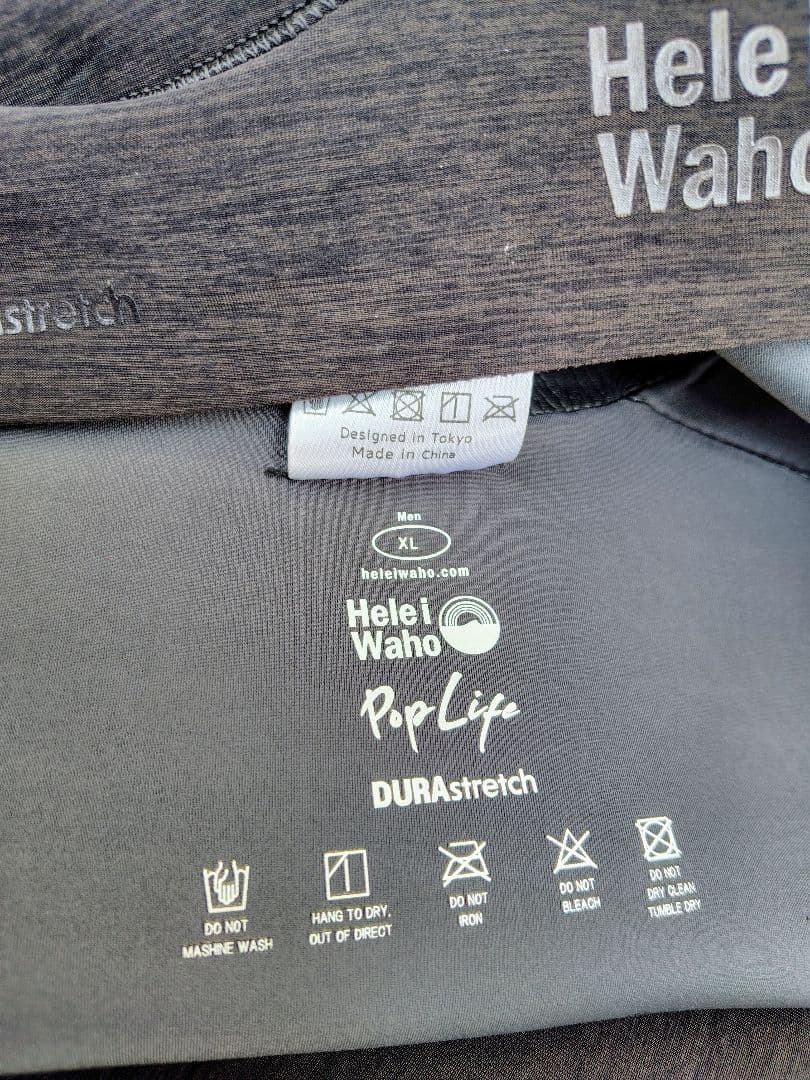 Hele
Waho
stretch
Designed in Tokyo
Made in China
Men
XL
heleiwaho.com
Hele i
Waho
Pop Life
DURAstretch
DO NOT
MASHINE WASH
HANG TO DRY,
OUT OF DIRECT
DO NOT
IRON
DO NOT
BLEACH
DO NOT
DRY CLEAN
TUMBLE DRY